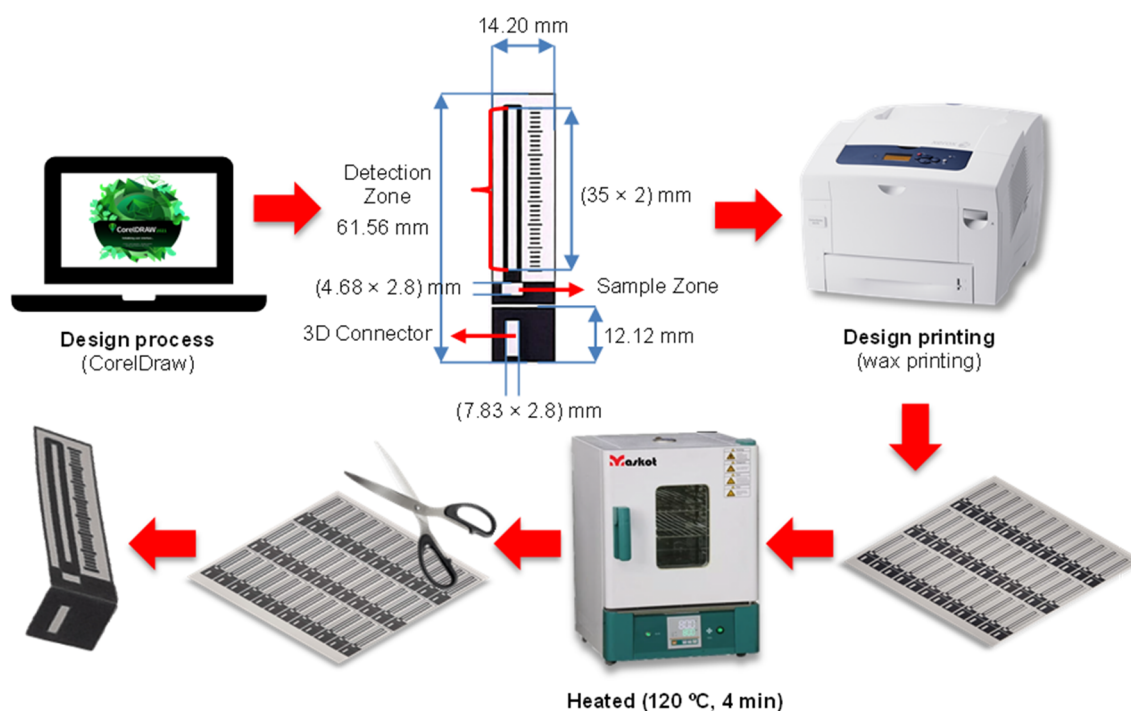 14.20 mm
CorelDRAW
Detection
Zone
61.56 mm
(35 × 2) mm
(4.68 × 2.8) mm
Sample Zone
3D Connector
12.12 mm
(7.83 × 2.8) mm
Design process
(CorelDraw)
Design printing
(wax printing)
Maskot
Heated (120 ºC, 4 min)